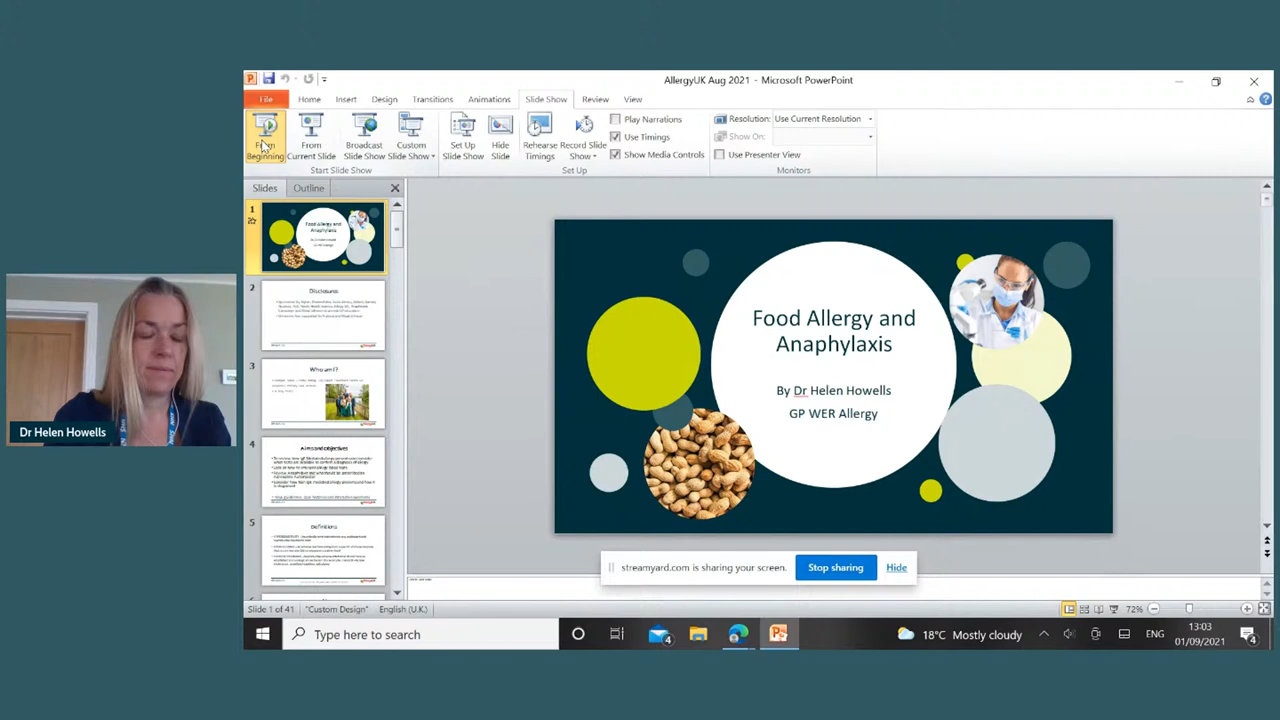 AllergyUK Aug 2021 - Microsoft PowerPoint
File Home Insert Design Transitions Animations Slide Show Review View
From Beginning
From Current Slide
Broadcast Slide Show
Custom Slide Show
Start Slide Show
Set Up Slide Show
Hide Slide
Rehearse Timings
Record Slide Show
Play Narrations
Use Timings
Show Media Controls
Set Up
Resolution: Use Current Resolution
Show On:
Use Presenter View
Monitors
Slides Outline
1
Food Allergy and
Anaphylaxis
2
Disclosures
3
Who am I?
4
Aims and Objectives
5
Definitions
Food Allergy and
Anaphylaxis
By Dr Helen Howells
GP WER Allergy
Dr Helen Howells
streamyard.com is sharing your screen. Stop sharing Hide
Slide 1 of 41 "Custom Design" English (U.K.) 72%
Type here to search
4
18°C Mostly cloudy
ENG
13:03
01/09/2021
4